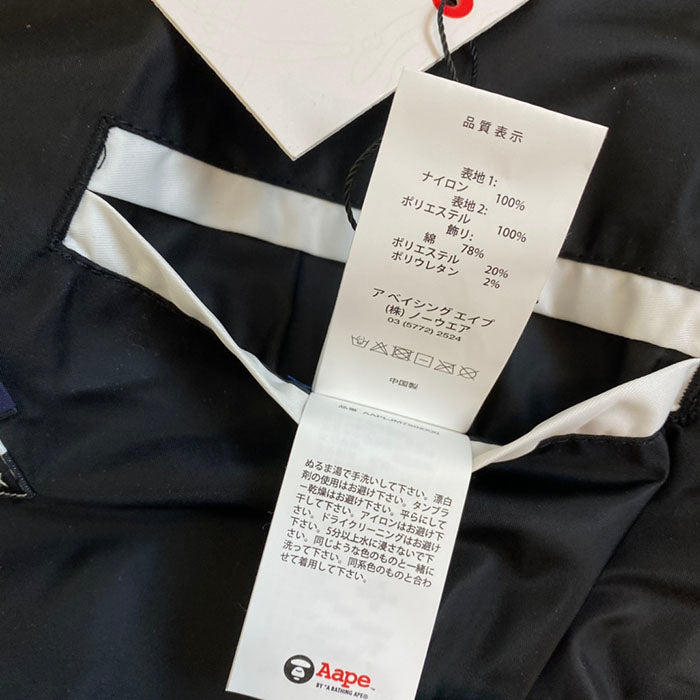 品質表示
表地1:
ナイロン 100%
表地2:
ポリエステル 100%
飾り:
綿 78%
ポリエステル 20%
ポリウレタン 2%
ア ベイシング エイプ
(株) ノーウエア
03 (5772) 2524
中国製
ぬるま湯で手洗いして下さい。漂白
剤の使用はお避け下さい。タンブラ
ー乾燥はお避け下さい。平らにして
干して下さい。アイロンはお避け下
さい。ドライクリーニングはお避け
下さい。5分以上水に浸さないで下
さい。同じような色のものと一緒に
洗って下さい。同系色のものと合わ
せて着用して下さい。
Aape
BY *A BATHING APE®